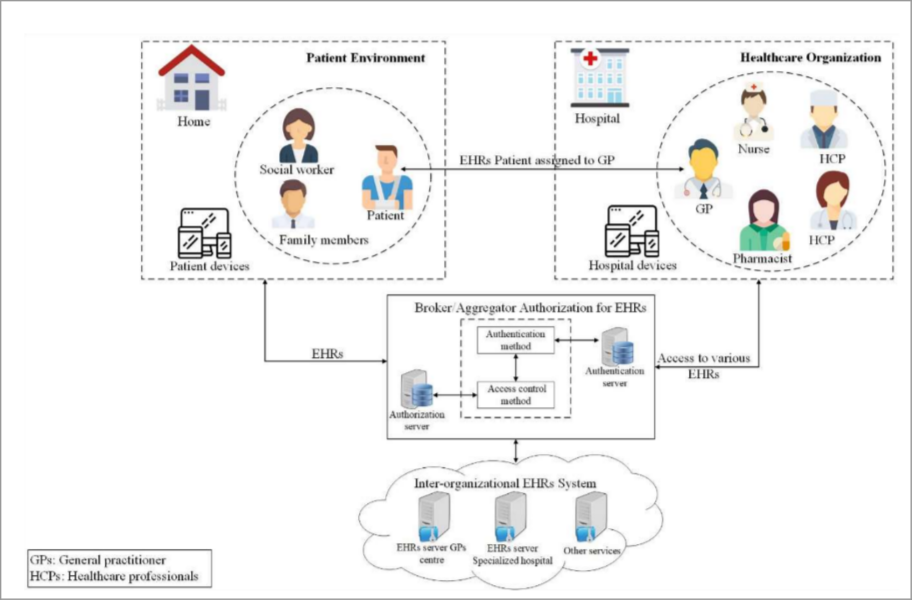 Patient Environment
Home
Social worker
Patient
Family members
Patient devices
EHRs Patient assigned to GP
Healthcare Organization
Hospital
Nurse
HCP
GP
HCP
Pharmacist
Hospital devices
Broker/Aggregator Authorization for EHRs
Authentication
method
Authentication
server
Access control
method
Authorization
server
EHRs
Access to various
EHRs
Inter-organizational EHRs System
EHRs server GPs
centre
EHRs server
Specialized hospital
Other services
GPs: General practitioner
HCPs: Healthcare professionals